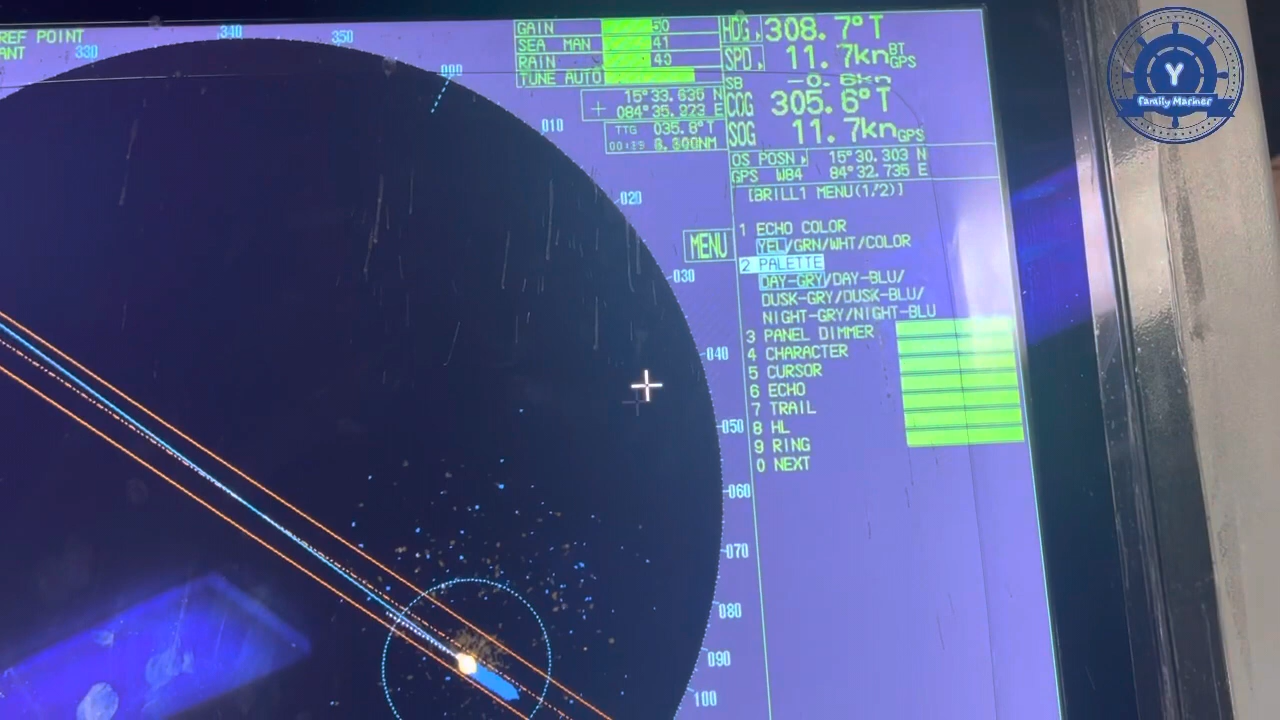 REF POINT
ANT
330
340
350
000
010
020
030
040
050
060
070
080
090
100
GAIN 50
SEA MAN 41
RAIN 40
TUNE AUTO
15°33.636 N
084°35.823 E
TTG 035.8°T
8.300NM
HDG 308.7°T
SPD 11.7kn BT GPS
SB -0.6kn
COG 305.6°T
SOG 11.7kn GPS
OS POSN 15°30.303 N
GPS W84 84°32.735 E
[BRILL1 MENU(1/2)]
MENU
1 ECHO COLOR
YEL/GRN/WHT/COLOR
2 PALETTE
DAY-GRY/DAY-BLU/
DUSK-GRY/DUSK-BLU/
NIGHT-GRY/NIGHT-BLU
3 PANEL DIMMER
4 CHARACTER
5 CURSOR
6 ECHO
7 TRAIL
8 HL
9 RING
0 NEXT
Y
Family Mariner